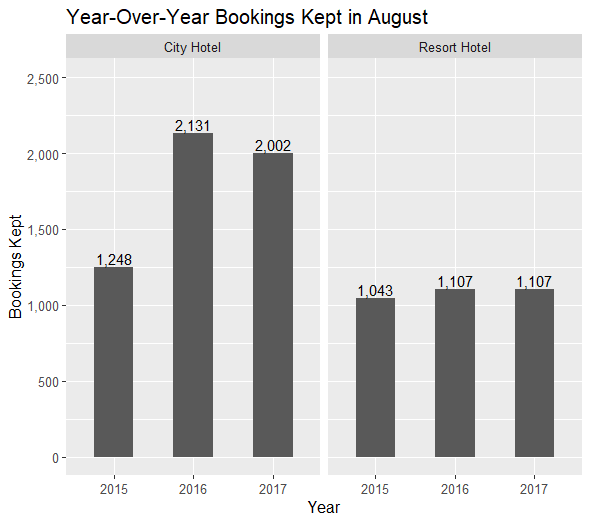 Year-Over-Year Bookings Kept in August
City Hotel
Resort Hotel
2,500
2,000
1,500
1,000
500
0
Bookings Kept
1,248
2,131
2,002
1,043
1,107
1,107
2015 2016 2017
2015 2016 2017
Year